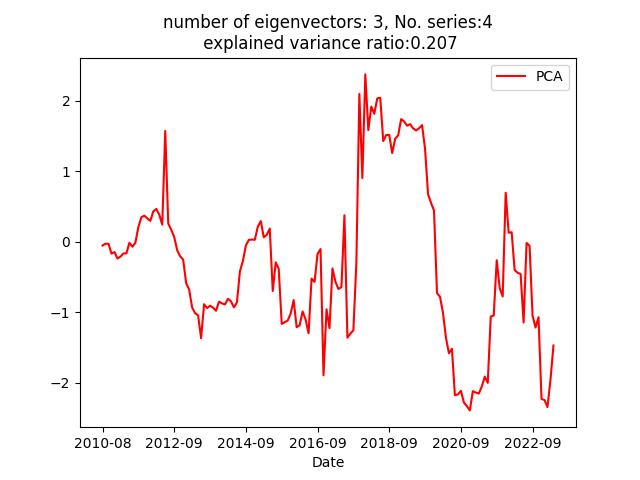 number of eigenvectors: 3, No. series:4
explained variance ratio:0.207
PCA
2
1
0
−1
−2
2010-08 2012-09 2014-09 2016-09 2018-09 2020-09 2022-09
Date